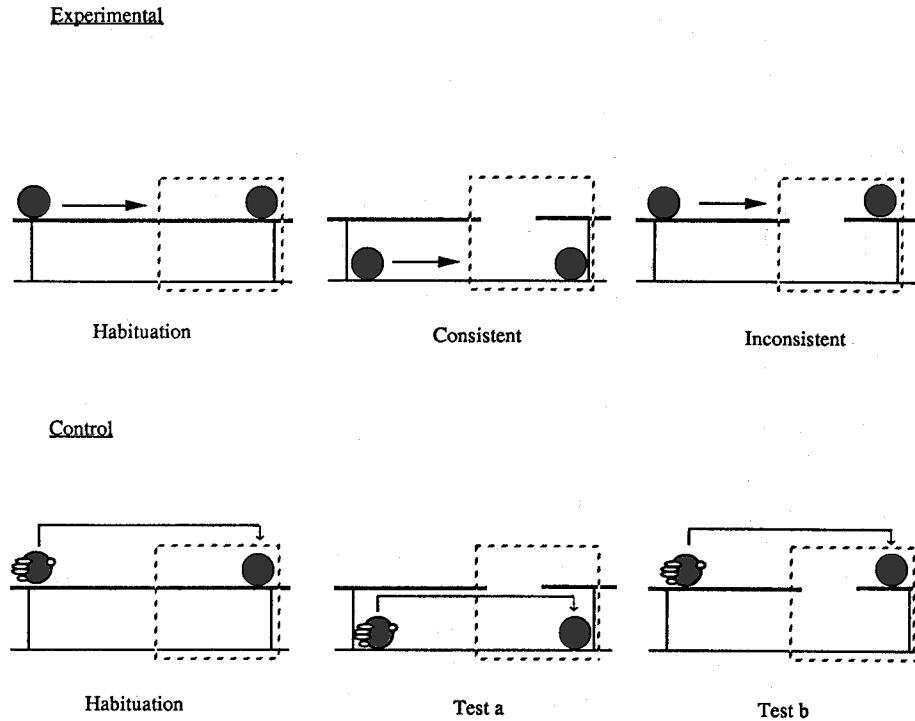 Experimental
Habituation
Consistent
Inconsistent
Control
Habituation
Test a
Test b